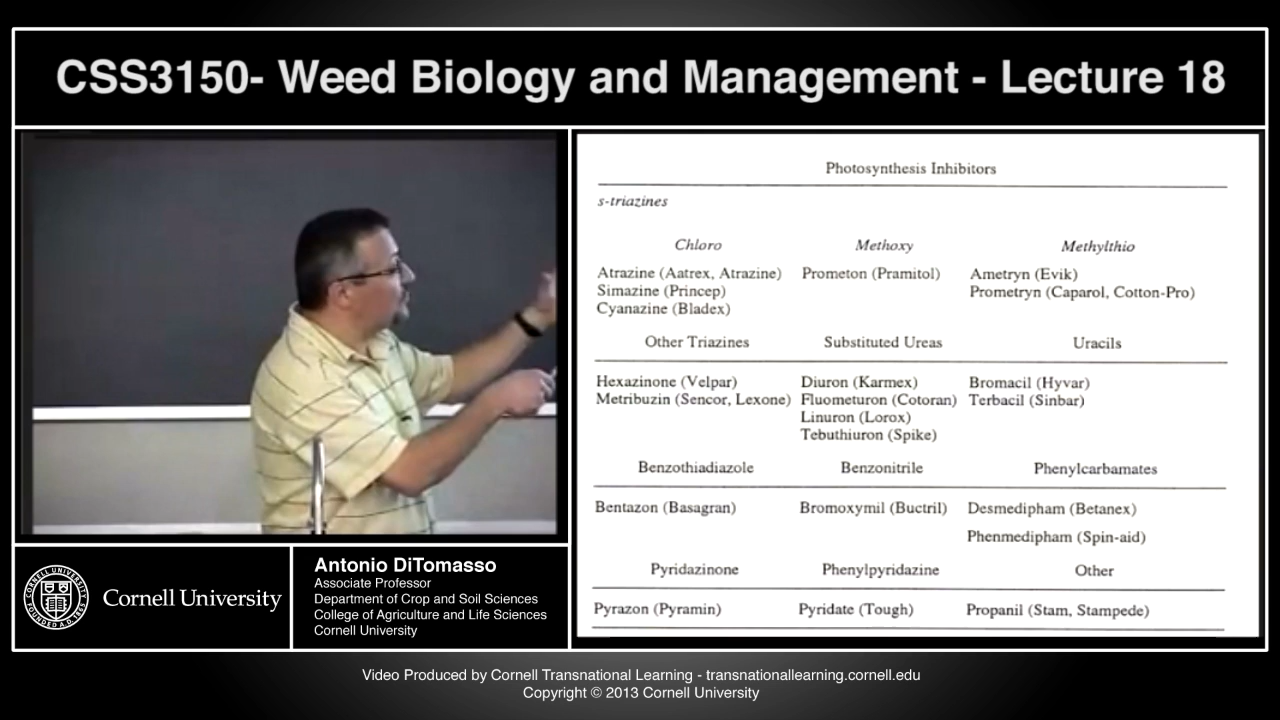 CSS3150- Weed Biology and Management - Lecture 18
Photosynthesis Inhibitors
s-triazines
Chloro Methoxy Methylthio
Atrazine (Aatrex, Atrazine) Prometon (Pramitol) Ametryn (Evik)
Simazine (Princep) Prometryn (Caparol, Cotton-Pro)
Cyanazine (Bladex)
Other Triazines Substituted Ureas Uracils
Hexazinone (Velpar) Diuron (Karmex) Bromacil (Hyvar)
Metribuzin (Sencor, Lexone) Fluometuron (Cotoran) Terbacil (Sinbar)
Linuron (Lorox)
Tebuthiuron (Spike)
Benzothiadiazole Benzonitrile Phenylcarbamates
Bentazon (Basagran) Bromoxymil (Buctril) Desmedipham (Betanex)
Phenmedipham (Spin-aid)
Pyridazinone Phenylpyridazine Other
Pyrazon (Pyramin) Pyridate (Tough) Propanil (Stam, Stampede)
Cornell University
Antonio DiTomasso
Associate Professor
Department of Crop and Soil Sciences
College of Agriculture and Life Sciences
Cornell University
Video Produced by Cornell Transnational Learning - transnationallearning.cornell.edu
Copyright © 2013 Cornell University